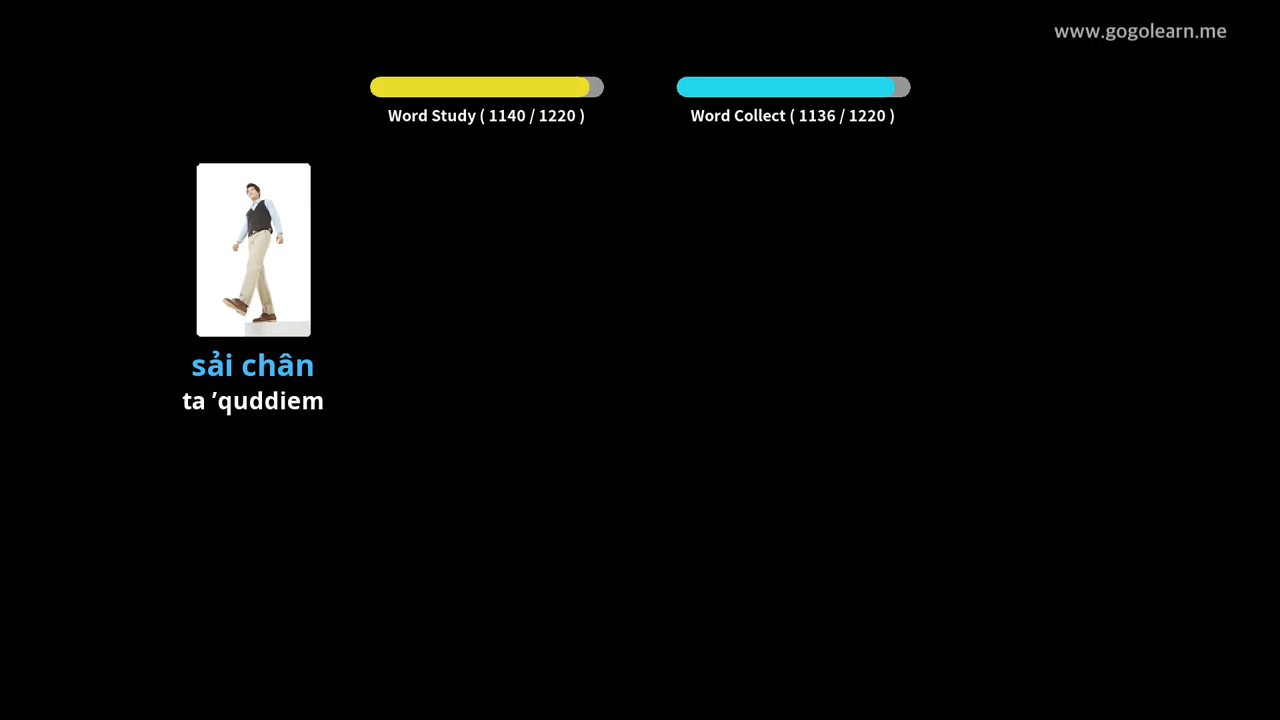 www.gogolearn.me
Word Study ( 1140 / 1220 )
Word Collect ( 1136 / 1220 )
sải chân
ta ’quddiem